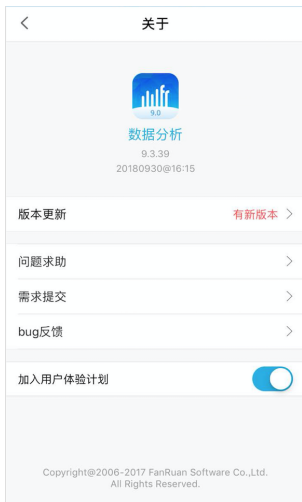 关于
9.0
数据分析
9.3.39
20180930@16:15
版本更新 有新版本
问题求助
需求提交
bug反馈
加入用户体验计划
Copyright@2006-2017 FanRuan Software Co.,Ltd.
All Rights Reserved.